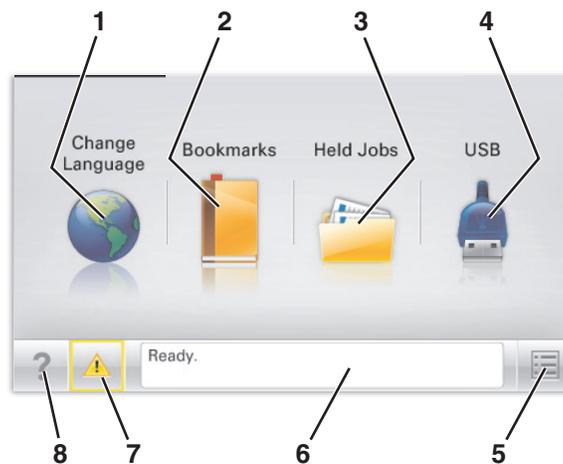 1 2 3 4
Change
Language
Bookmarks
Held Jobs
USB
?
Ready.
8 7 6 5